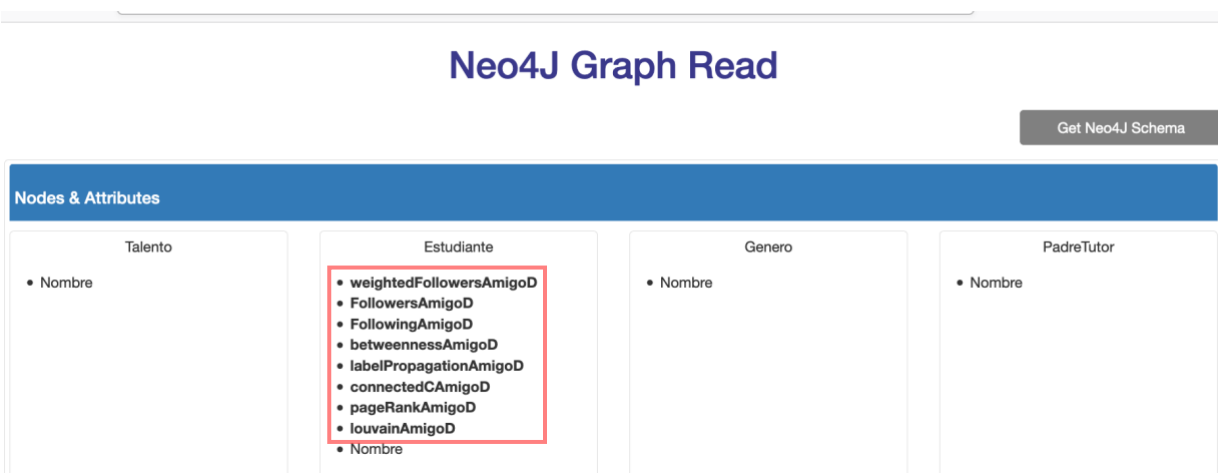 Neo4J Graph Read
Get Neo4J Schema
Nodes & Attributes
Talento
• Nombre
Estudiante
• weightedFollowersAmigoD
• FollowersAmigoD
• FollowingAmigoD
• betweennessAmigoD
• labelPropagationAmigoD
• connectedCAmigoD
• pageRankAmigoD
• louvainAmigoD
• Nombre
Genero
• Nombre
PadreTutor
• Nombre